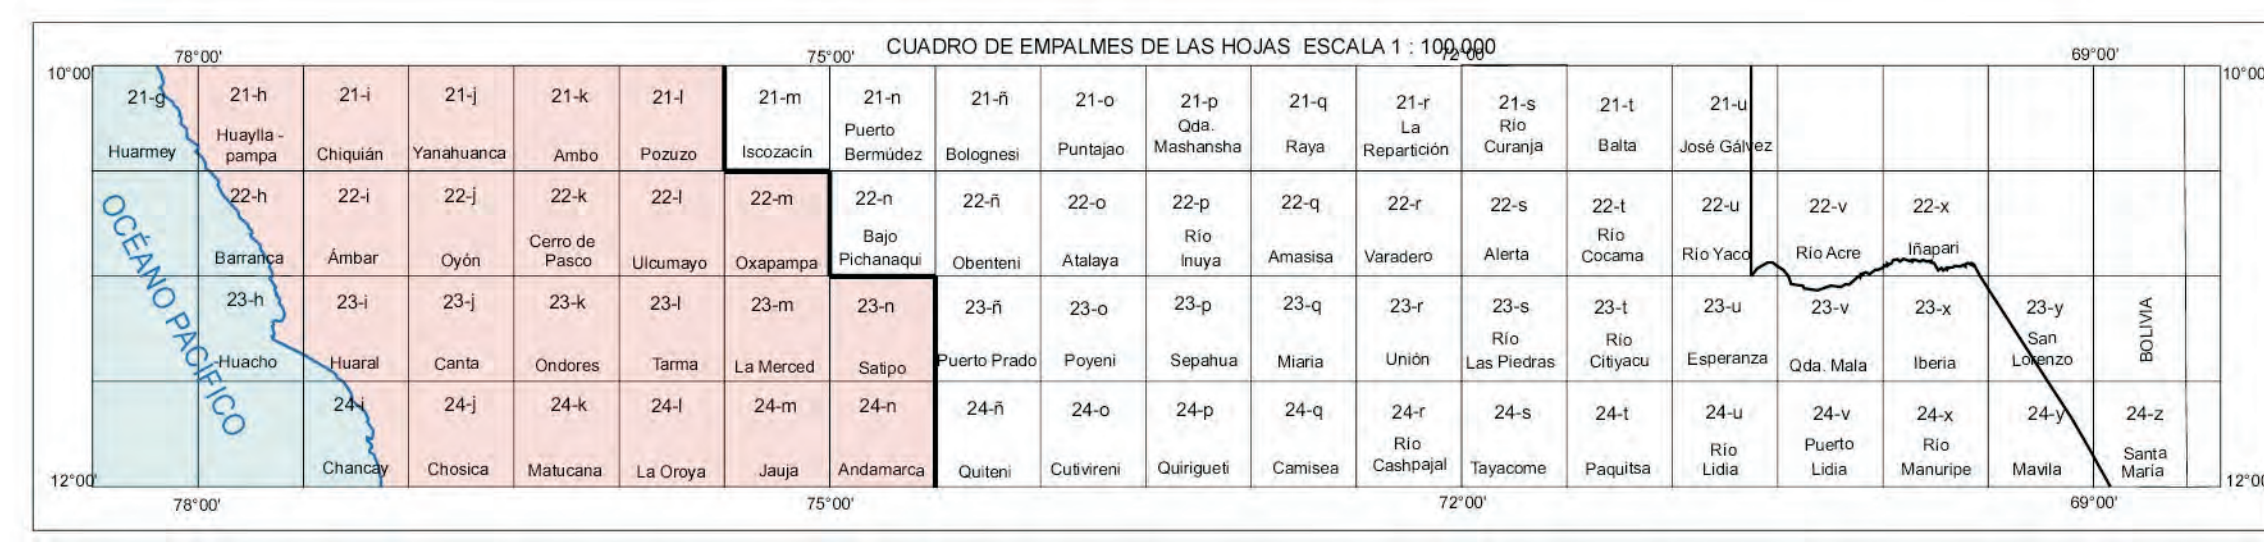 CUADRO DE EMPALMES DE LAS HOJAS ESCALA 1 : 100,000
78°00' 75°00' 72°00' 69°00'
10°00' 10°00
21-g 21-h 21-i 21-j 21-k 21-l 21-m 21-n 21-ñ 21-o 21-p 21-q 21-r 21-s 21-t 21-u
Huarmey
Huaylla -
pampa
Chiquián
Yanahuanca
Ambo
Pozuzo
Iscozacín
Puerto
Bermúdez
Bolognesi
Puntajao
Qda.
Mashansha
Raya
La
Repartición
Río
Curanja
Balta
José Gálvez
22-h 22-i 22-j 22-k 22-l 22-m 22-n 22-ñ 22-o 22-p 22-q 22-r 22-s 22-t 22-u 22-v 22-x
Barranca
Ámbar
Oyón
Cerro de
Pasco
Ulcumayo
Oxapampa
Bajo
Pichanaqui
Obenteni
Atalaya
Río
Inuya
Amasisa
Varadero
Alerta
Río
Cocama
Río Yaco
Río Acre
Iñapari
OCÉANO PACÍFICO
23-h 23-i 23-j 23-k 23-l 23-m 23-n 23-ñ 23-o 23-p 23-q 23-r 23-s 23-t 23-u 23-v 23-x 23-y
Huacho
Huaral
Canta
Ondores
Tarma
La Merced
Satipo
Puerto Prado
Poyeni
Sepahua
Miaria
Unión
Río
Las Piedras
Río
Citiyacu
Esperanza
Qda. Mala
Iberia
San
Lorenzo
BOLIVIA
24-i 24-j 24-k 24-l 24-m 24-n 24-ñ 24-o 24-p 24-q 24-r 24-s 24-t 24-u 24-v 24-x 24-y 24-z
Chancay
Chosica
Matucana
La Oroya
Jauja
Andamarca
Quiteni
Cutivireni
Quirigueti
Camisea
Río
Cashpajal
Tayacome
Paquitsa
Río
Lidia
Puerto
Lidia
Río
Manuripe
Mavila
Santa
María
12°00' 12°00
78°00' 75°00' 72°00' 69°00'